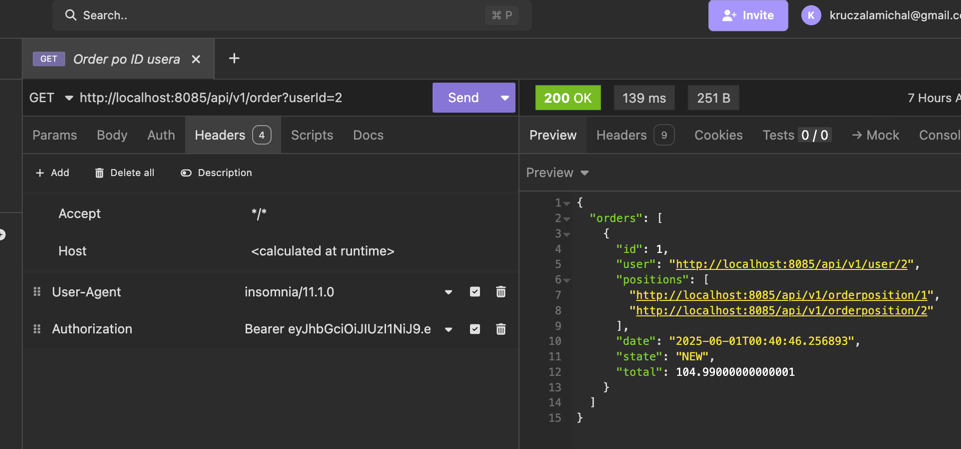 Search.. ⌘ P Invite K kruczalamichal@gmail.c
GET Order po ID usera × +
GET http://localhost:8085/api/v1/order?userId=2 Send 200 OK 139 ms 251 B 7 Hours A
Params Body Auth Headers 4 Scripts Docs Preview Headers 9 Cookies Tests 0 / 0 → Mock Consol
+ Add Delete all Description Preview
Accept */*
Host <calculated at runtime>
User-Agent insomnia/11.1.0
Authorization Bearer eyJhbGciOiJIUzI1NiJ9.e
1 {
2 "orders": [
3 {
4 "id": 1,
5 "user": "http://localhost:8085/api/v1/user/2",
6 "positions": [
7 "http://localhost:8085/api/v1/orderposition/1",
8 "http://localhost:8085/api/v1/orderposition/2"
9 ],
10 "date": "2025-06-01T00:40:46.256893",
11 "state": "NEW",
12 "total": 104.99000000000001
13 }
14 ]
15 }